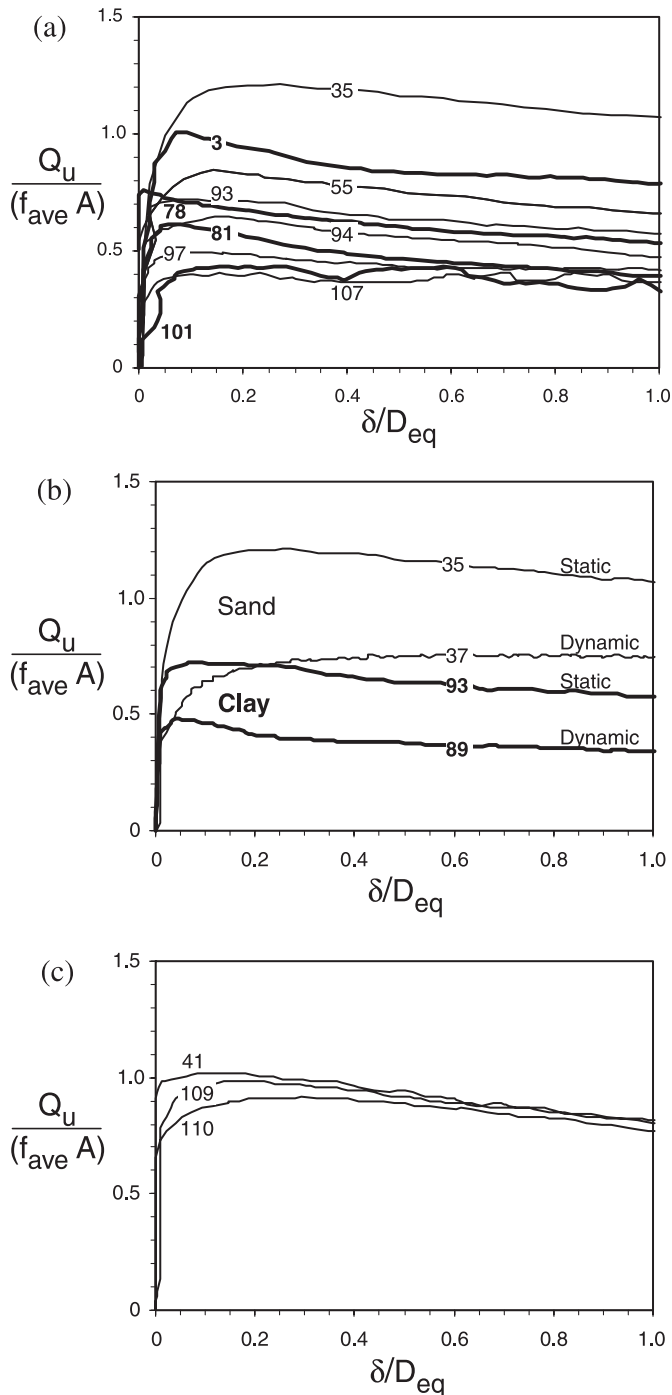 (a)
1.5
1.0
0.5
0
Q_u
(f_ave A)
35
3
55
93
78
94
81
97
107
101
0 0.2 0.4 0.6 0.8 1.0
δ/D_eq
(b)
1.5
1.0
0.5
0
Q_u
(f_ave A)
35 Static
Sand
37 Dynamic
93 Static
Clay
89 Dynamic
0 0.2 0.4 0.6 0.8 1.0
δ/D_eq
(c)
1.5
1.0
0.5
0
Q_u
(f_ave A)
41
109
110
0 0.2 0.4 0.6 0.8 1.0
δ/D_eq